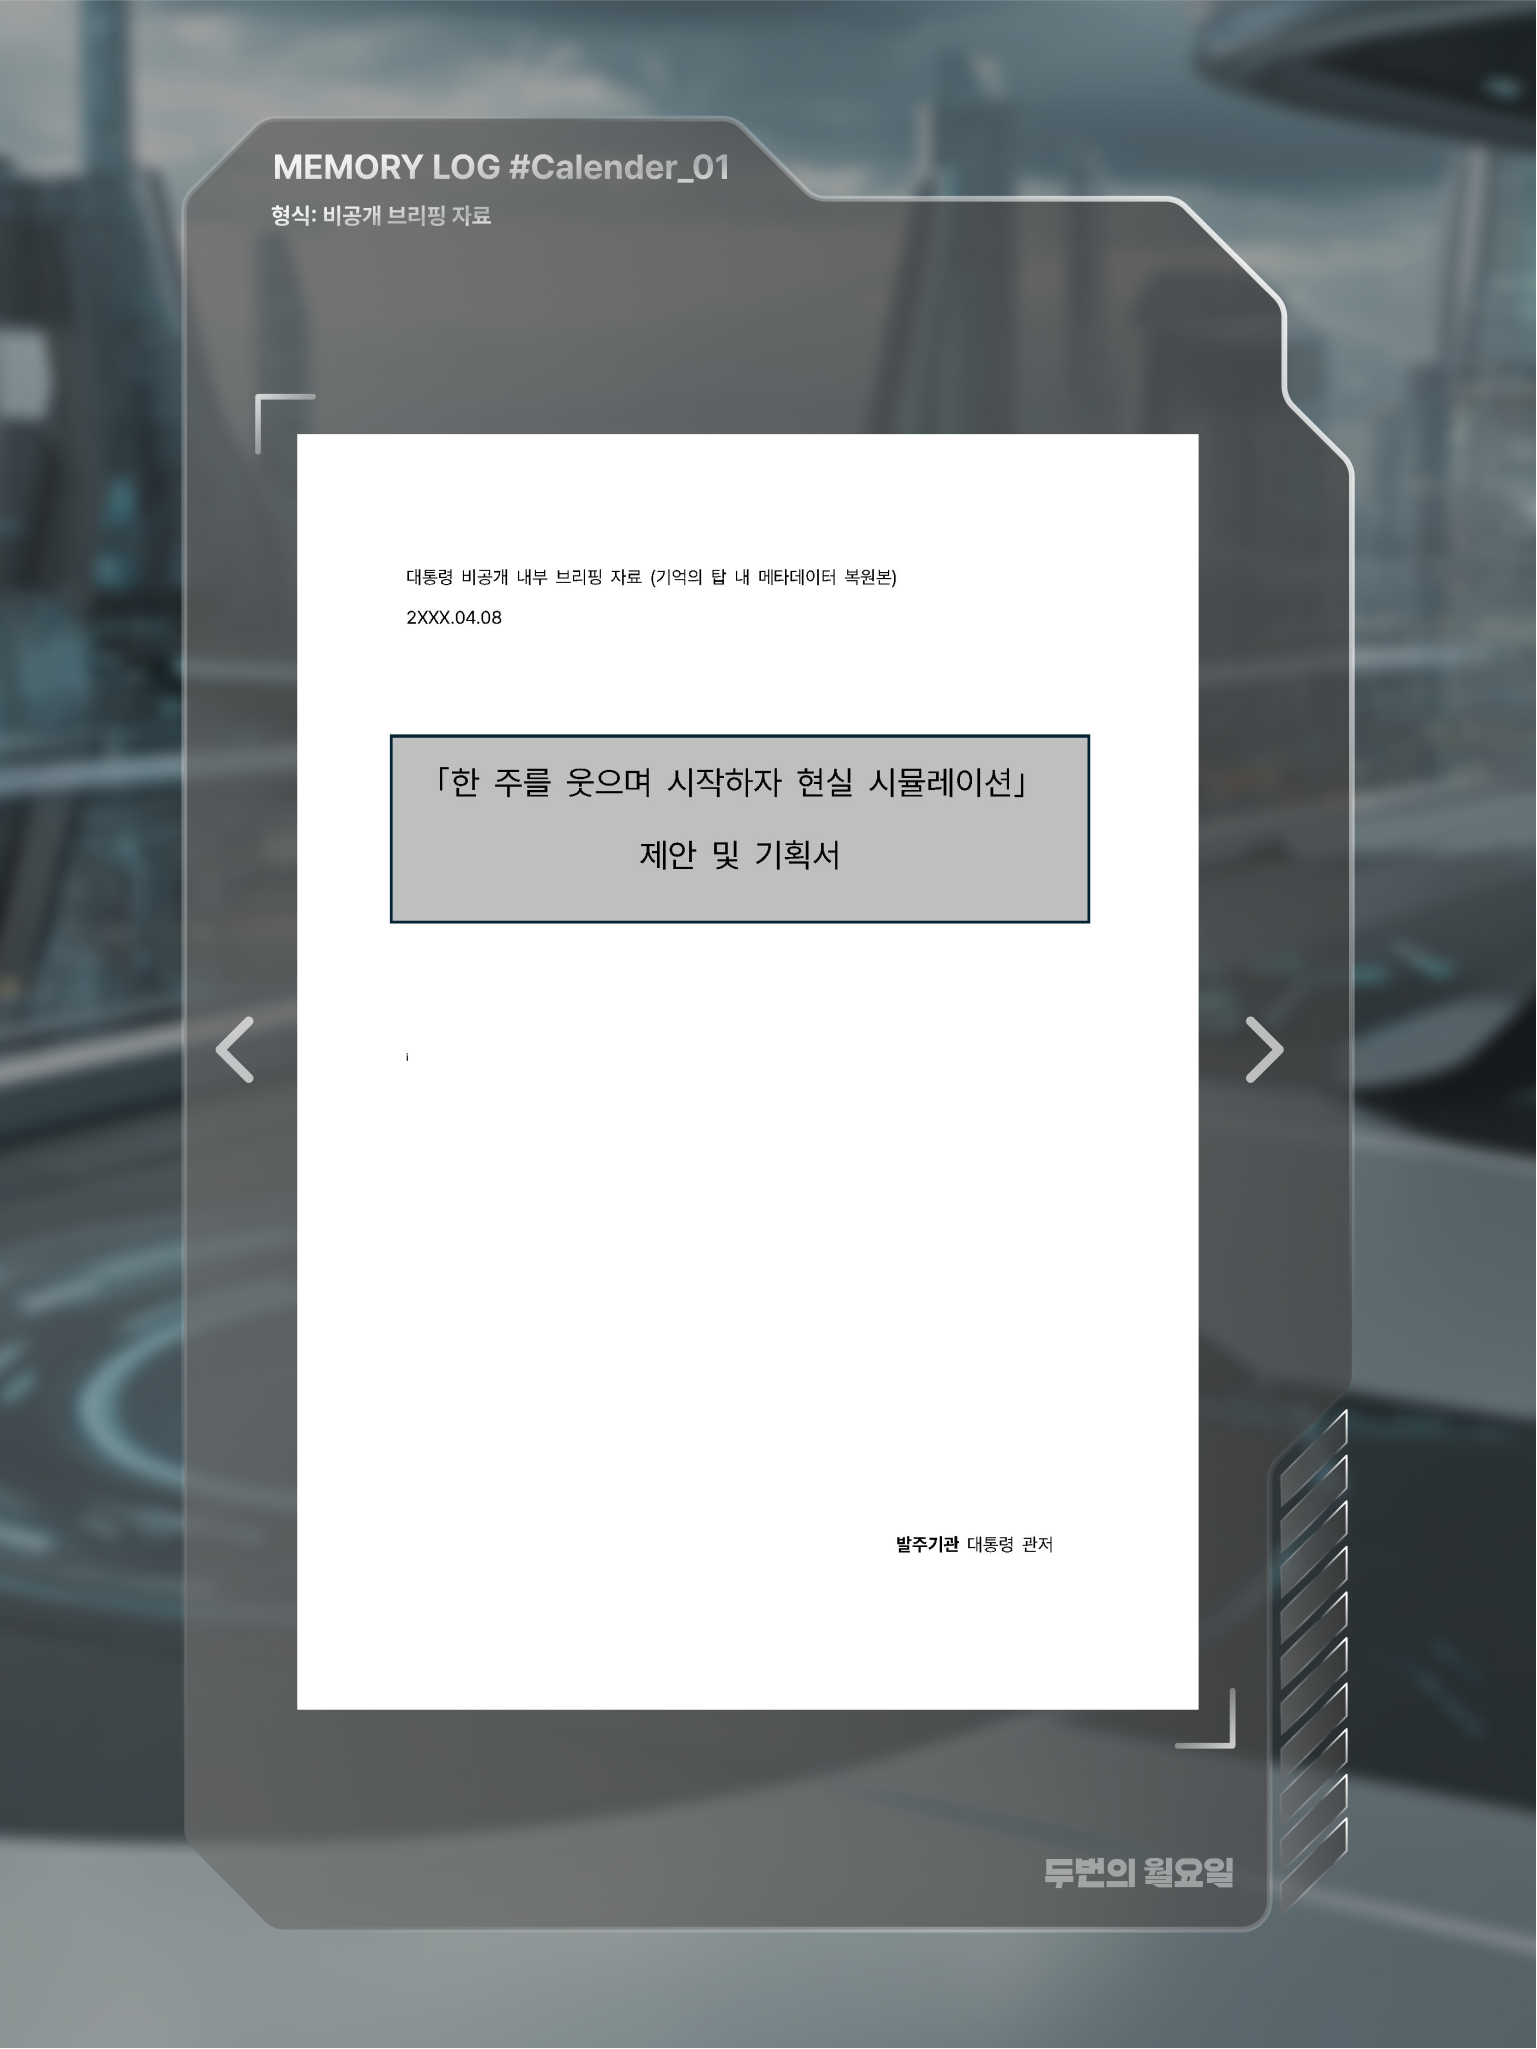 MEMORY LOG #Calender_01
형식: 비공개 브리핑 자료
대통령 비공개 내부 브리핑 자료 (기억의 탑 내 메타데이터 복원본)
2XXX.04.08
「한 주를 웃으며 시작하자 현실 시뮬레이션」
제안 및 기획서
i
발주기관 대통령 관저
두번의 월요일